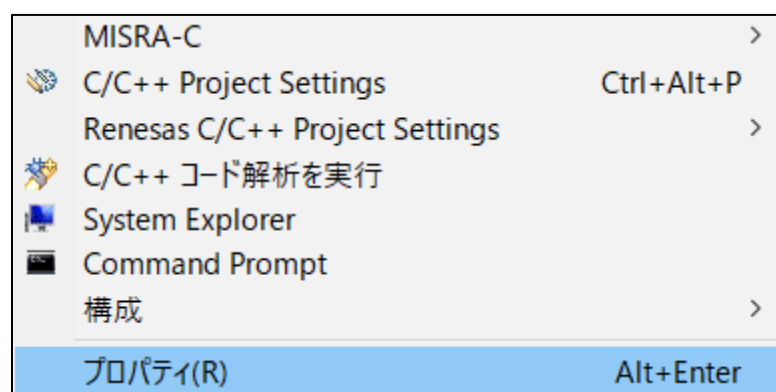 MISRA-C >
C/C++ Project Settings Ctrl+Alt+P
Renesas C/C++ Project Settings >
C/C++ コード解析を実行
System Explorer
Command Prompt
構成 >
プロパティ(R) Alt+Enter